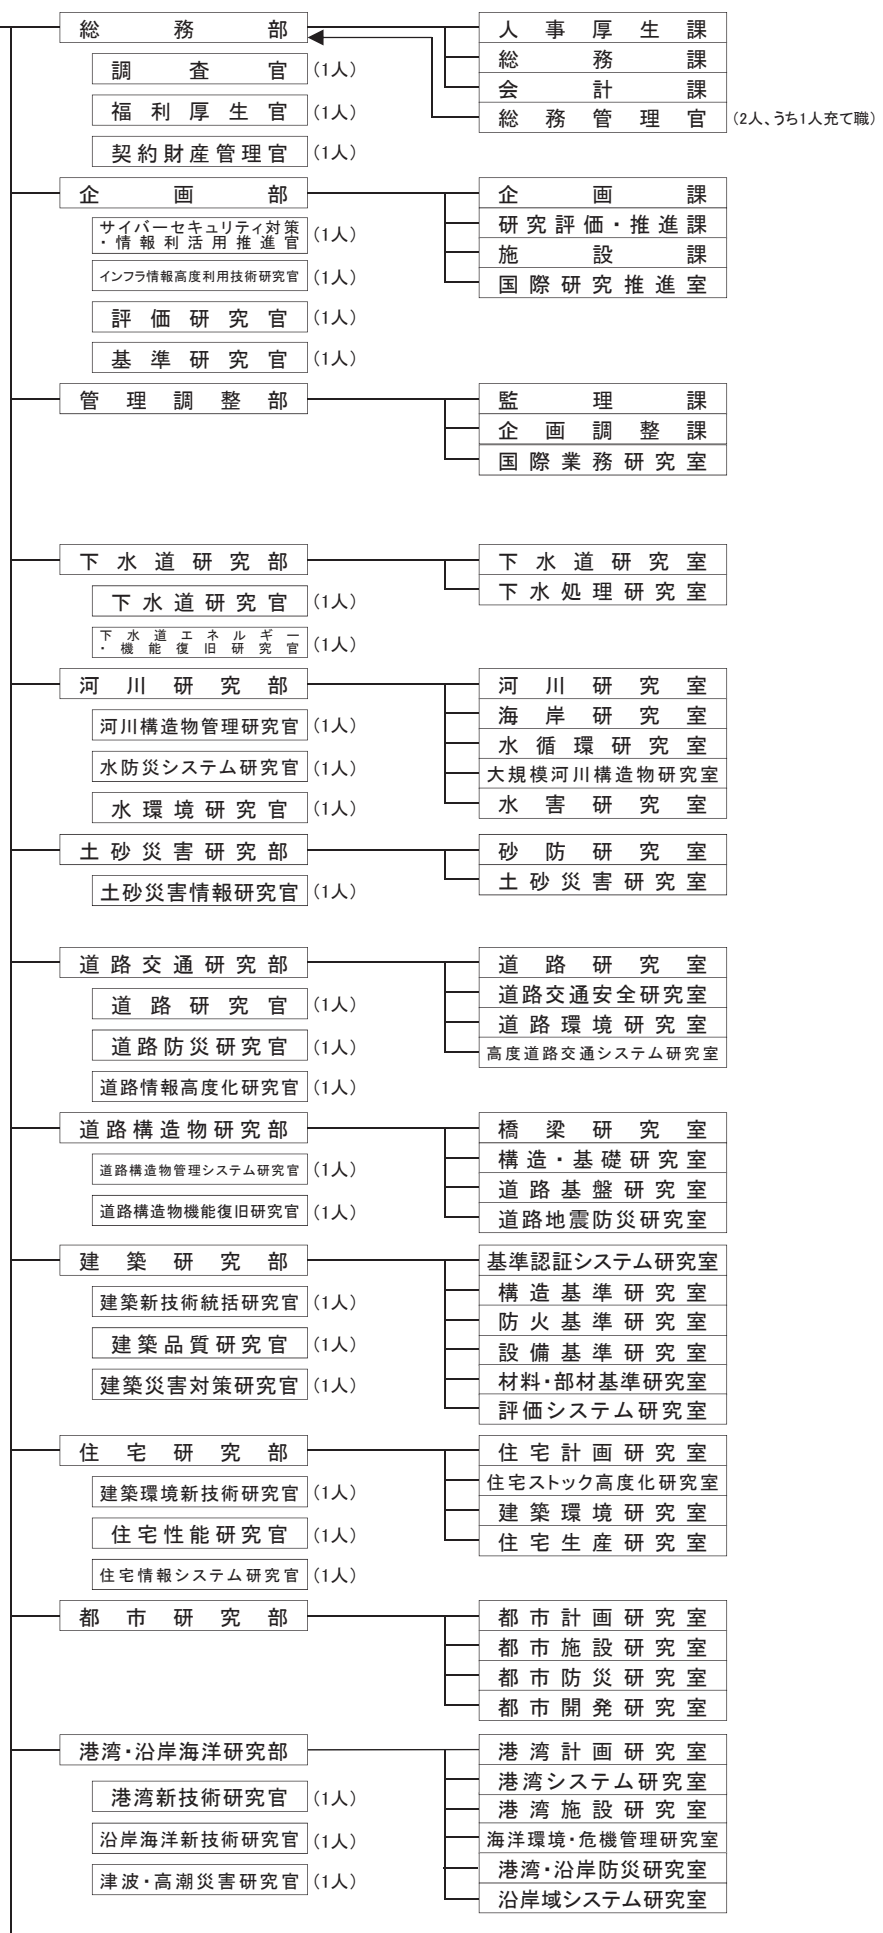 総務部
人事厚生課
総務課
調査官 (1人)
会計課
福利厚生官 (1人)
総務管理官 (2人、うち1人充て職)
契約財産管理官 (1人)
企画部
企画課
サイバーセキュリティ対策
・情報利活用推進官 (1人)
研究評価・推進課
施設課
インフラ情報高度利用技術研究官 (1人)
国際研究推進室
評価研究官 (1人)
基準研究官 (1人)
管理調整部
監理課
企画調整課
国際業務研究室
下水道研究部
下水道研究室
下水処理研究室
下水道研究官 (1人)
下水道エネルギー
・機能復旧研究官 (1人)
河川研究部
河川研究室
海岸研究室
河川構造物管理研究官 (1人)
水循環研究室
水防災システム研究官 (1人)
大規模河川構造物研究室
水環境研究官 (1人)
水害研究室
土砂災害研究部
砂防研究室
土砂災害研究室
土砂災害情報研究官 (1人)
道路交通研究部
道路研究室
道路交通安全研究室
道路研究官 (1人)
道路環境研究室
道路防災研究官 (1人)
高度道路交通システム研究室
道路情報高度化研究官 (1人)
道路構造物研究部
橋梁研究室
構造・基礎研究室
道路構造物管理システム研究官 (1人)
道路基盤研究室
道路構造物機能復旧研究官 (1人)
道路地震防災研究室
建築研究部
基準認証システム研究室
構造基準研究室
建築新技術統括研究官 (1人)
防火基準研究室
建築品質研究官 (1人)
設備基準研究室
建築災害対策研究官 (1人)
材料・部材基準研究室
評価システム研究室
住宅研究部
住宅計画研究室
住宅ストック高度化研究室
建築環境新技術研究官 (1人)
建築環境研究室
住宅性能研究官 (1人)
住宅生産研究室
住宅情報システム研究官 (1人)
都市研究部
都市計画研究室
都市施設研究室
都市防災研究室
都市開発研究室
港湾・沿岸海洋研究部
港湾計画研究室
港湾システム研究室
港湾新技術研究官 (1人)
港湾施設研究室
沿岸海洋新技術研究官 (1人)
海洋環境・危機管理研究室
港湾・沿岸防災研究室
津波・高潮災害研究官 (1人)
沿岸域システム研究室